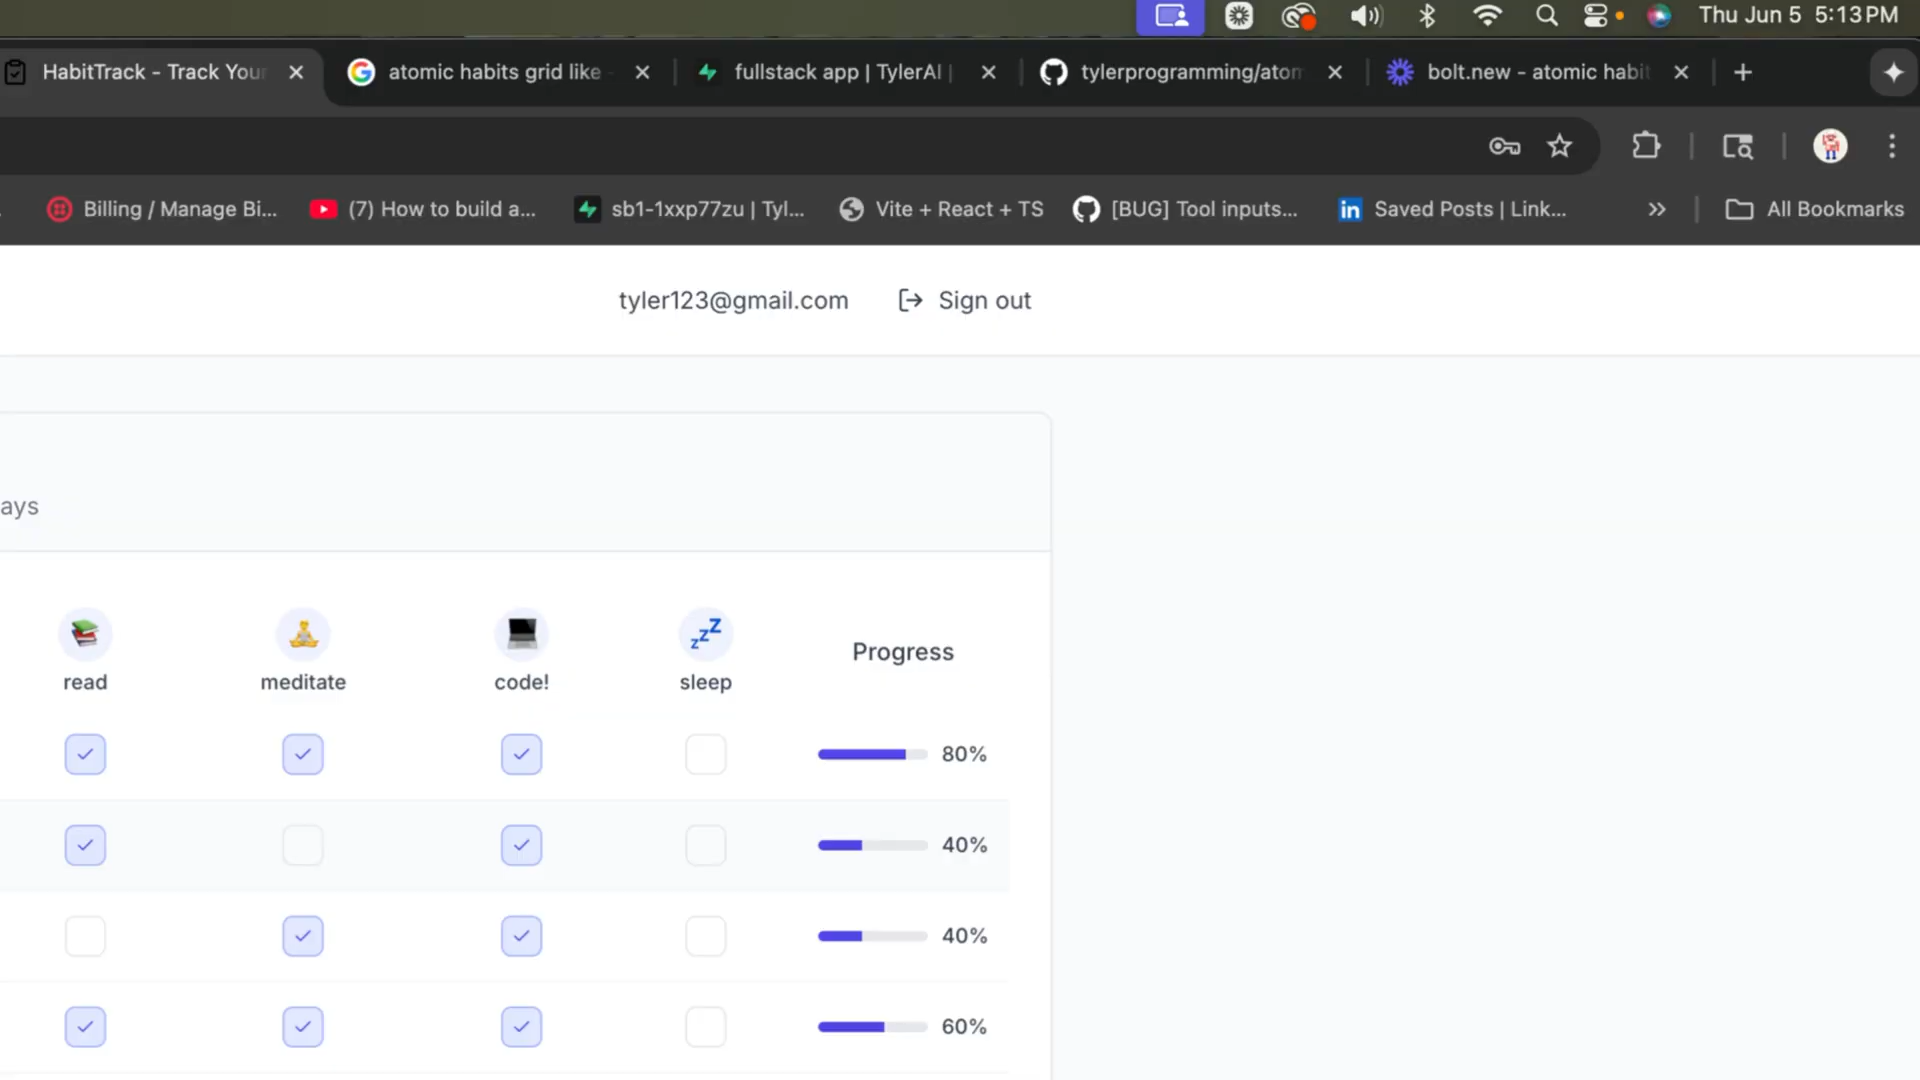 Thu Jun 5 5:13 PM
HabitTrack - Track Your
atomic habits grid like -
fullstack app | TylerAI |
tylerprogramming/atom
bolt.new - atomic habit
Billing / Manage Bi...
(7) How to build a...
sb1-1xxp77zu | Tyl...
Vite + React + TS
[BUG] Tool inputs...
Saved Posts | Link...
All Bookmarks
tyler123@gmail.com
Sign out
ays
read
meditate
code!
sleep
Progress
80%
40%
40%
60%